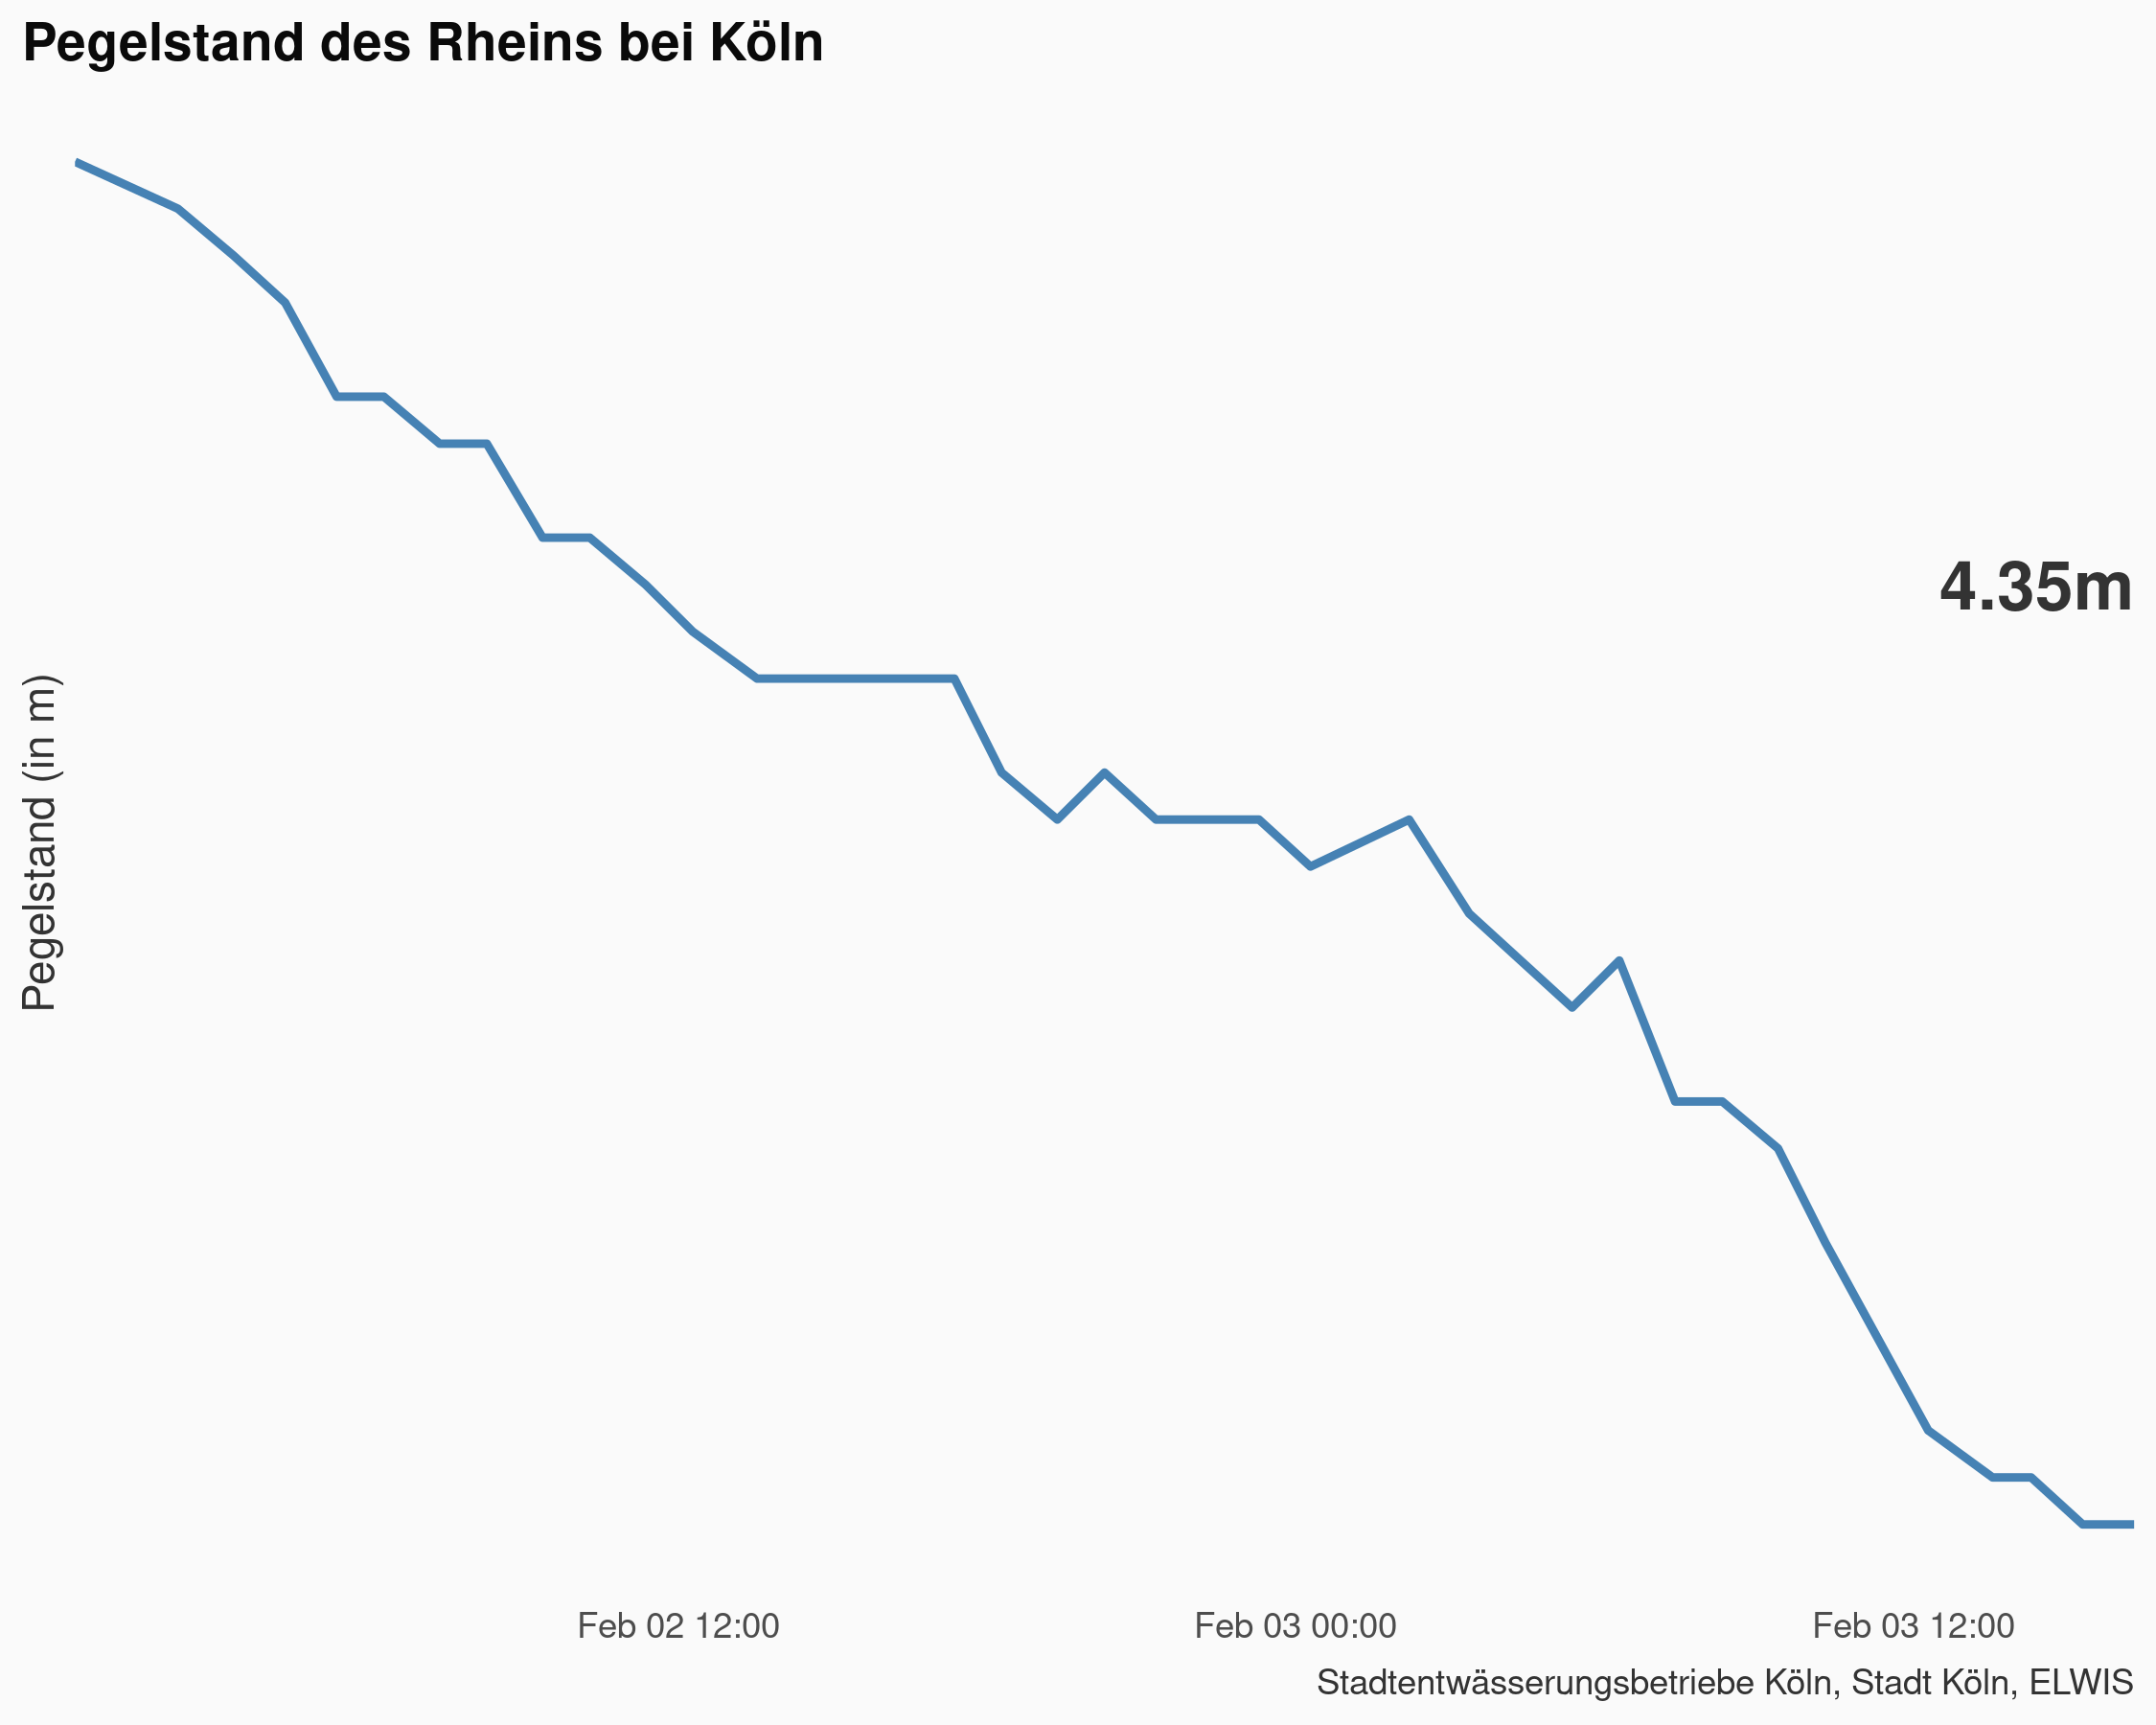 Pegelstand des Rheins bei Köln
4.35m
Pegelstand (in m)
Feb 02 12:00
Feb 03 00:00
Feb 03 12:00
Stadtentwässerungsbetriebe Köln, Stadt Köln, ELWIS